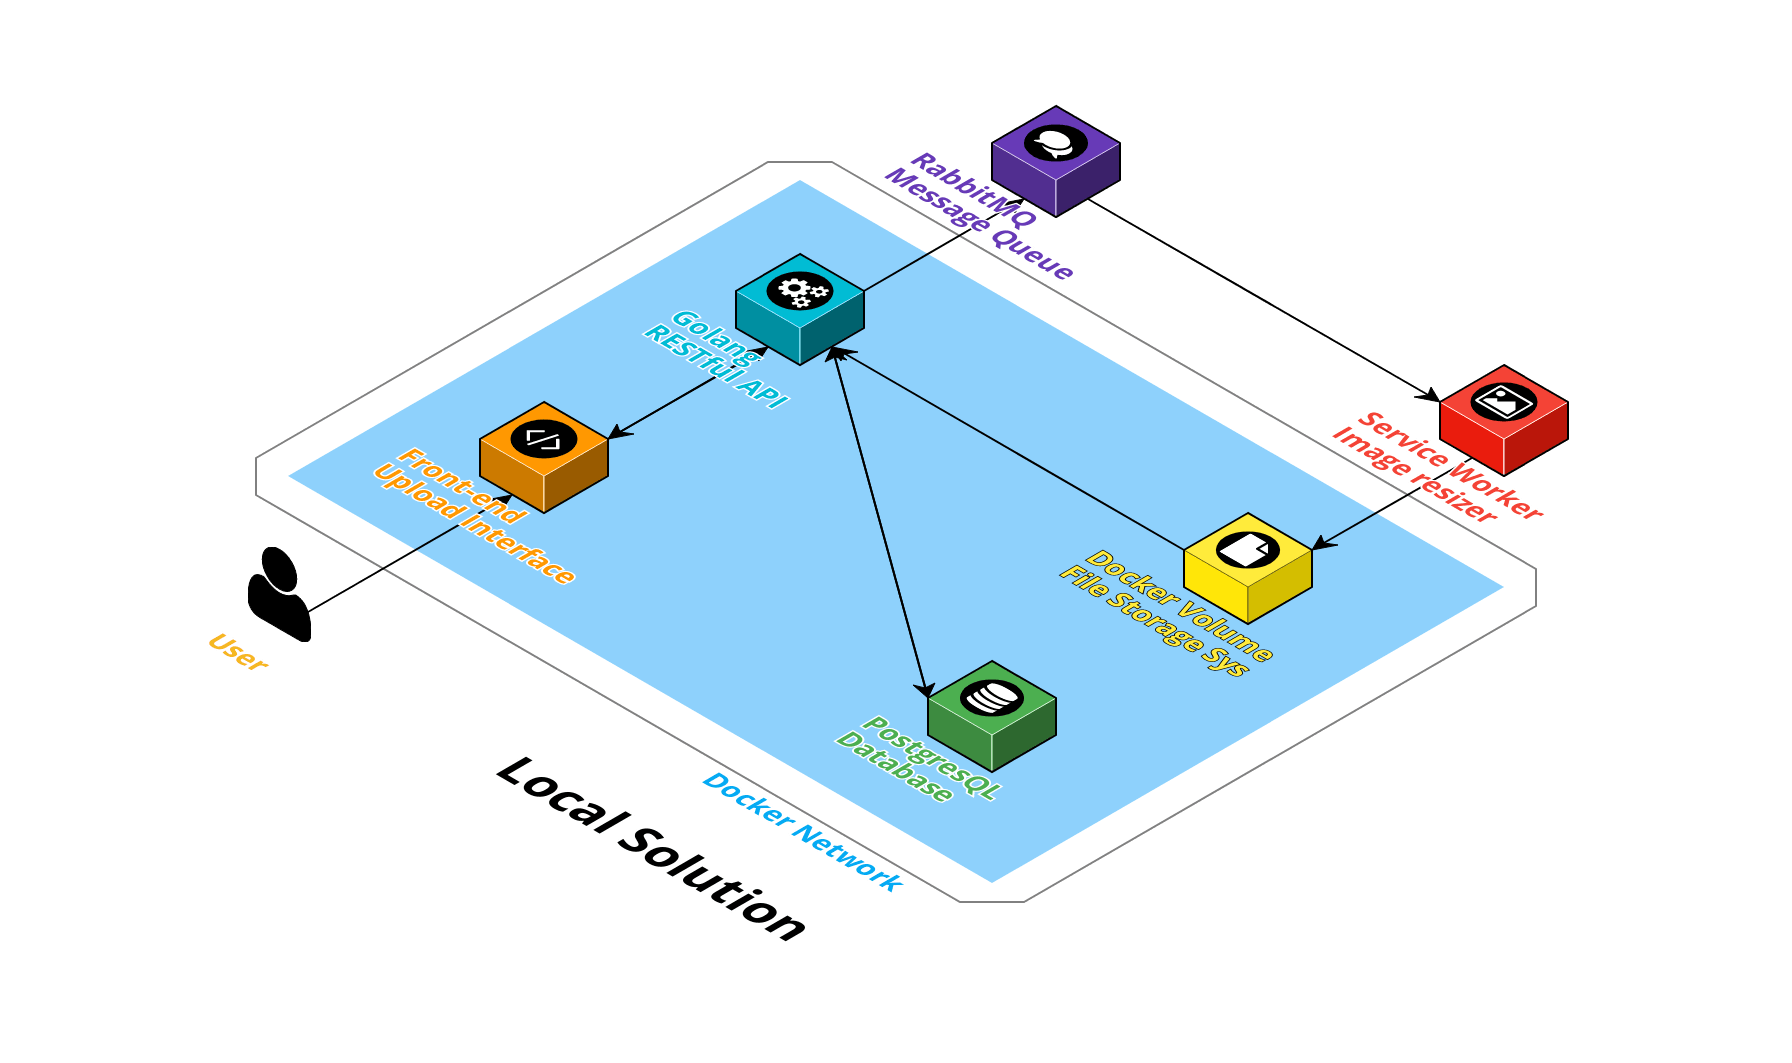 RabbitMQ
Message Queue
Golang
RESTful API
Service Worker
Image resizer
Front-end
Upload Interface
Docker Volume
File Storage Sys
User
PostgresQL
Database
Docker Network
Local Solution